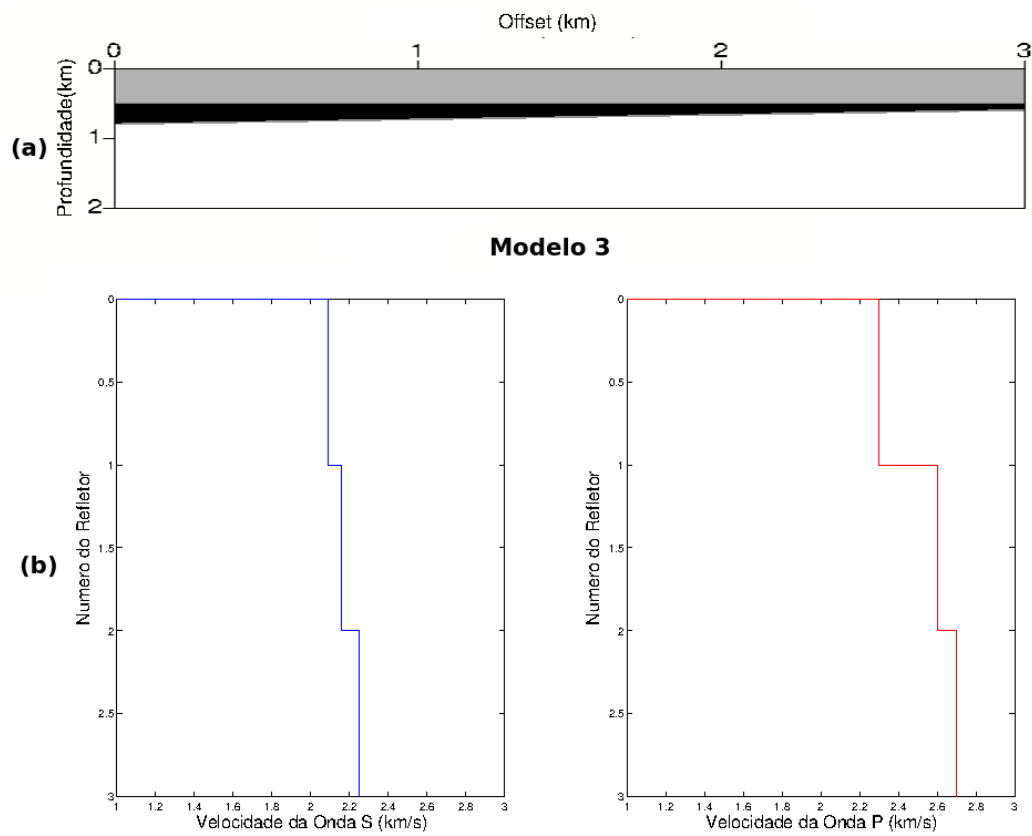 Offset (km)
0 1 2 3
0
1
2
Profundidade(km)
(a)
Modelo 3
0
0.5
1
1.5
2
2.5
3
1 1.2 1.4 1.6 1.8 2 2.2 2.4 2.6 2.8 3
Numero do Refletor
Velocidade da Onda S (km/s)
0
0.5
1
1.5
2
2.5
3
1 1.2 1.4 1.6 1.8 2 2.2 2.4 2.6 2.8 3
Numero do Refletor
Velocidade da Onda P (km/s)
(b)